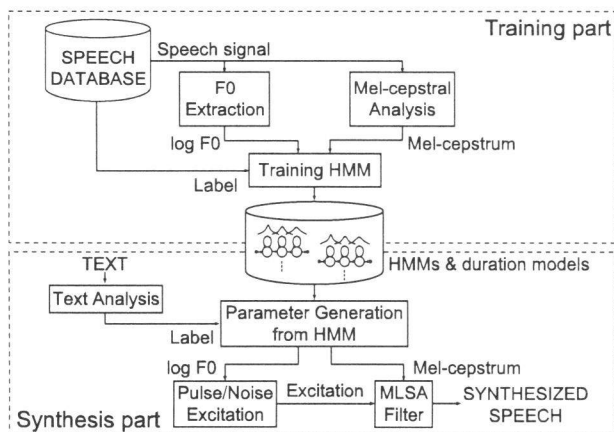 Training part
SPEECH
DATABASE
Speech signal
F0
Extraction
Mel-cepstral
Analysis
log F0
Mel-cepstrum
Label
Training HMM
HMMs & duration models
TEXT
Text Analysis
Label
Parameter Generation
from HMM
log F0
Mel-cepstrum
Pulse/Noise
Excitation
Excitation
MLSA
Filter
SYNTHESIZED
SPEECH
Synthesis part